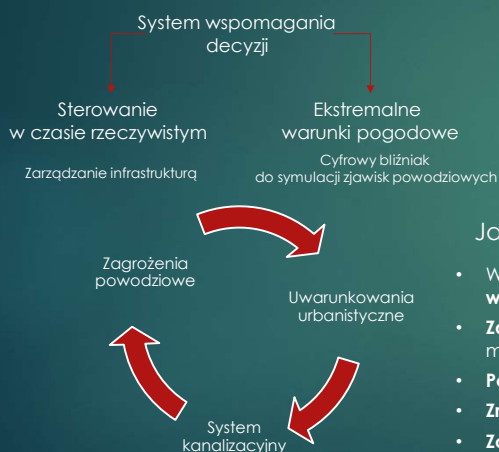 System wspomagania
decyzji
Sterowanie
w czasie rzeczywistym
Zarządzanie infrastrukturą
Ekstremalne
warunki pogodowe
Cyfrowy bliźniak
do symulacji zjawisk powodziowych
Zagrożenia
powodziowe
Uwarunkowania
urbanistyczne
System
kanalizacyjny